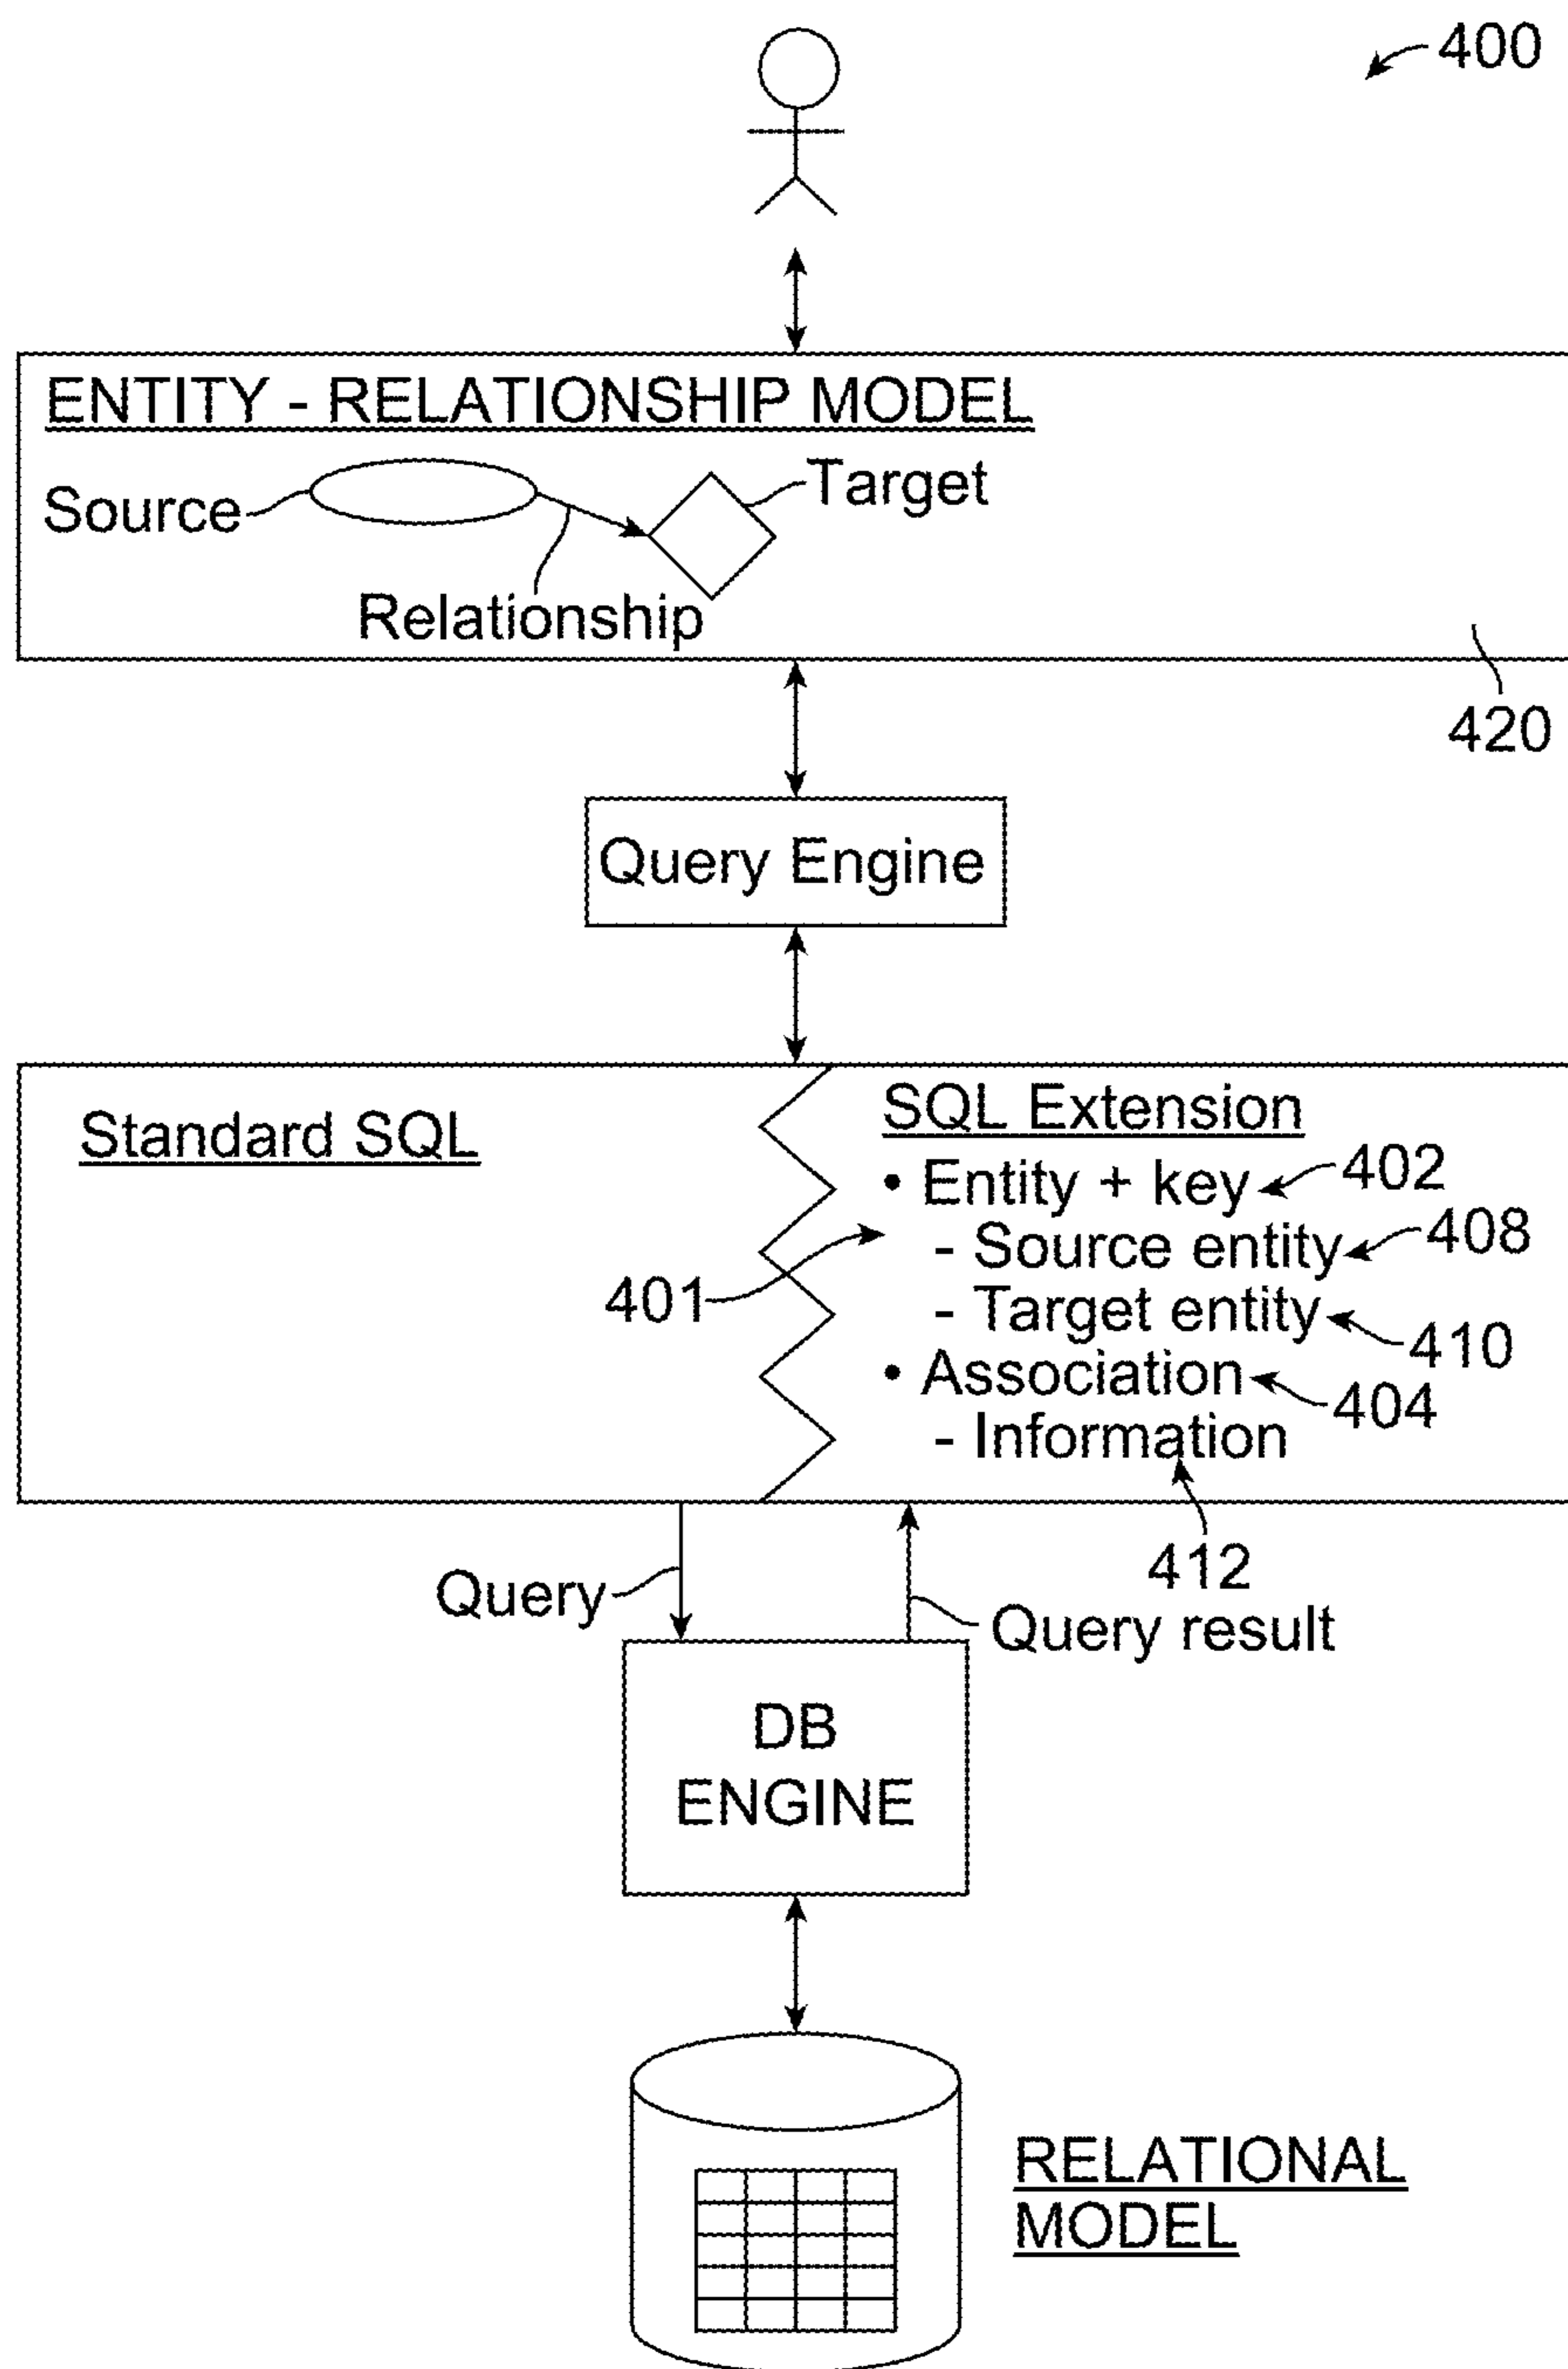 400
ENTITY - RELATIONSHIP MODEL
Source
Target
Relationship
420
Query Engine
Standard SQL
SQL Extension
• Entity + key
402
- Source entity
408
401
- Target entity
410
• Association
404
- Information
412
Query
Query result
DB
ENGINE
RELATIONAL
MODEL